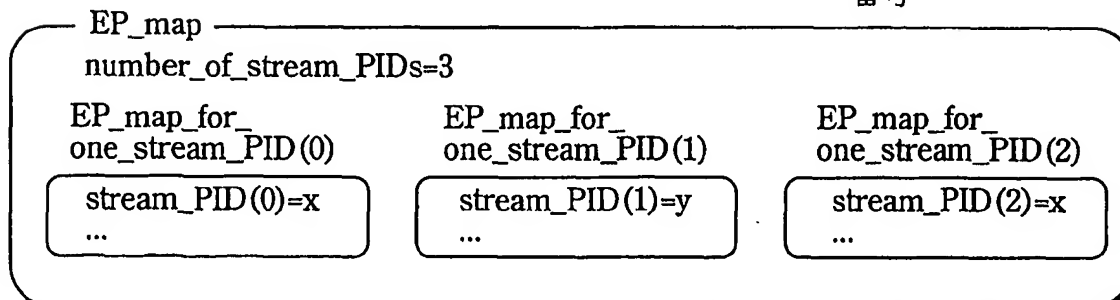 EP_map
number_of_stream_PIDs=3
EP_map_for_
one_stream_PID(0)
EP_map_for_
one_stream_PID(1)
EP_map_for_
one_stream_PID(2)
stream_PID(0)=x
...
stream_PID(1)=y
...
stream_PID(2)=x
...